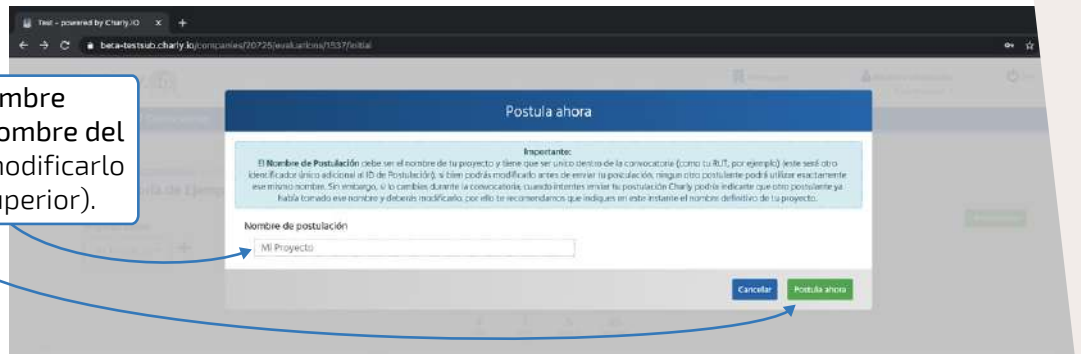 Test - powered by Charly.IO
beta-testsub.charly.io/companies/20726/evaluations/1537/initial
mbre
ombre del
modificarlo
uperior).
Postula ahora
Importante:
El Nombre de Postulación debe ser el nombre de tu proyecto y tiene que ser unico dentro de la convocatoria (como tu RUT, por ejemplo) (este será otro
identificador único adicional al ID de Postulación), si bien podrás modificarlo antes de enviar tu postulación, ningun otro postulante podrá utilizar exactamente
ese mismo nombre. Sin embargo, si lo cambies durante la convocatoria, cuando intentes enviar tu postulación Charly podría indicarte que otro postulante ya
había tomado ese nombre y deberás modificarlo, por ello te recomendamos que indiques en este instante el nombre definitivo de tu proyecto.
Nombre de postulación
Mi Proyecto
Cancelar
Postula ahora